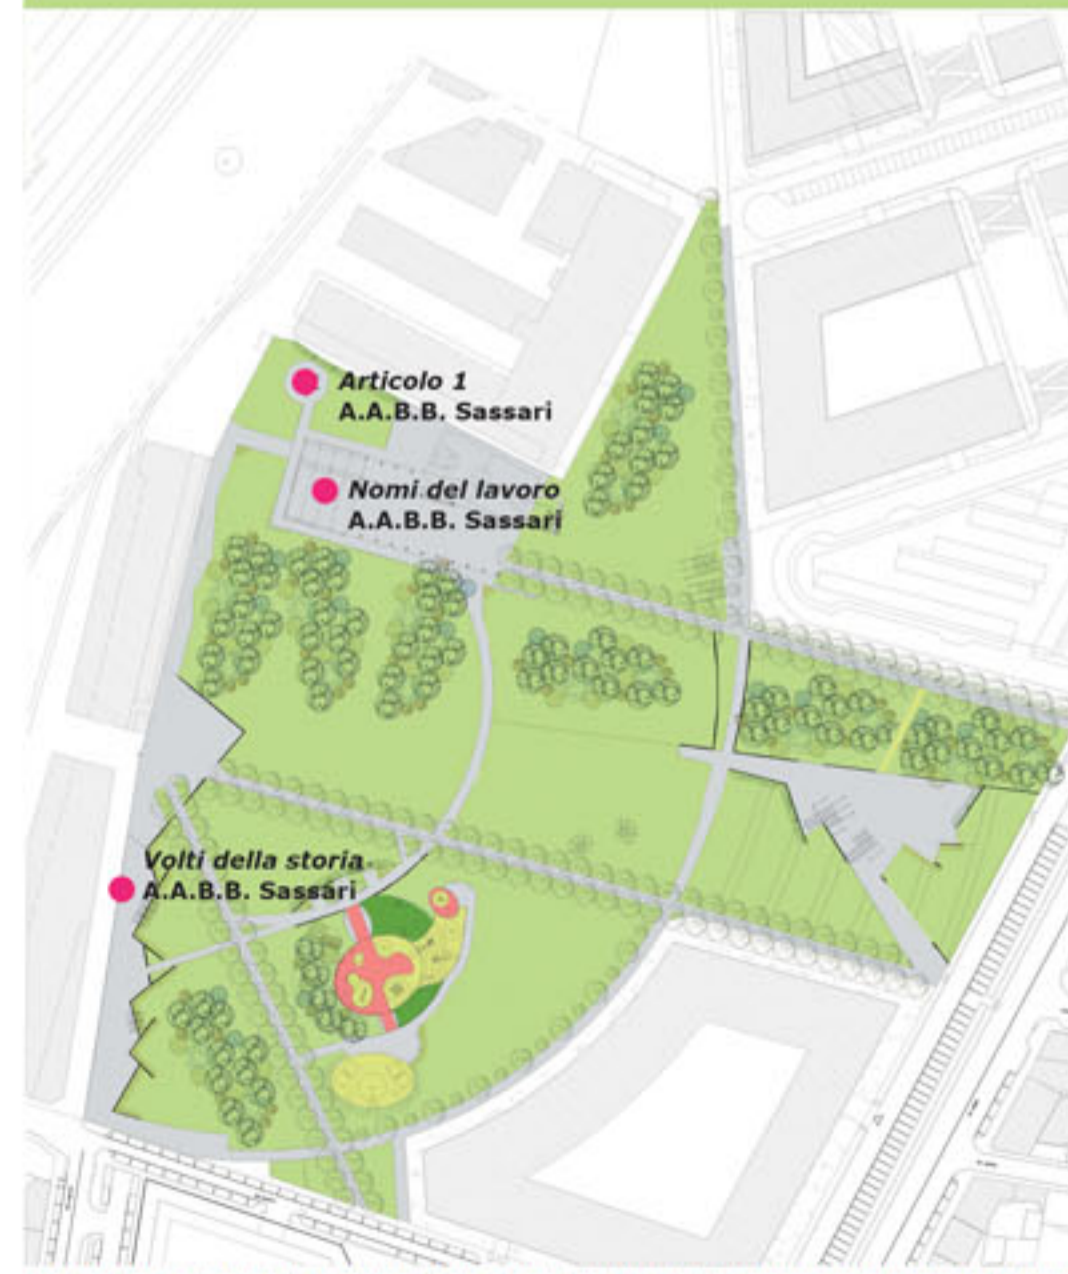 Articolo 1
A.A.B.B. Sassari
Nomi del lavoro
A.A.B.B. Sassari
Volti della storia
A.A.B.B. Sassari